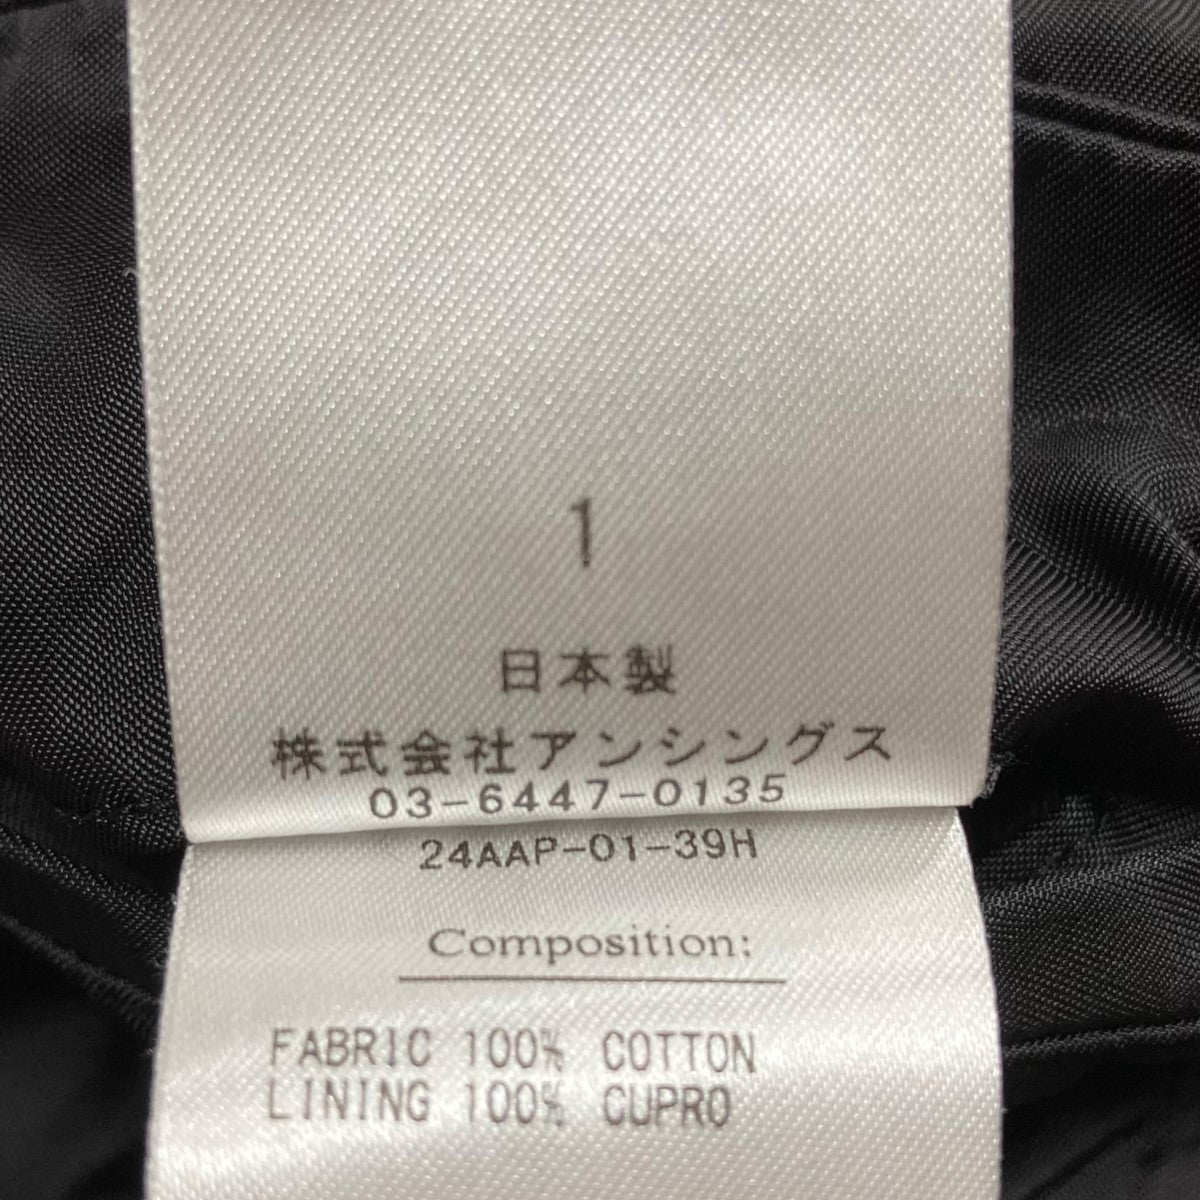 1
日本製
株式会社アンシングス
03-6447-0135
24AAP-01-39H
Composition:
FABRIC 100% COTTON
LINING 100% CUPRO